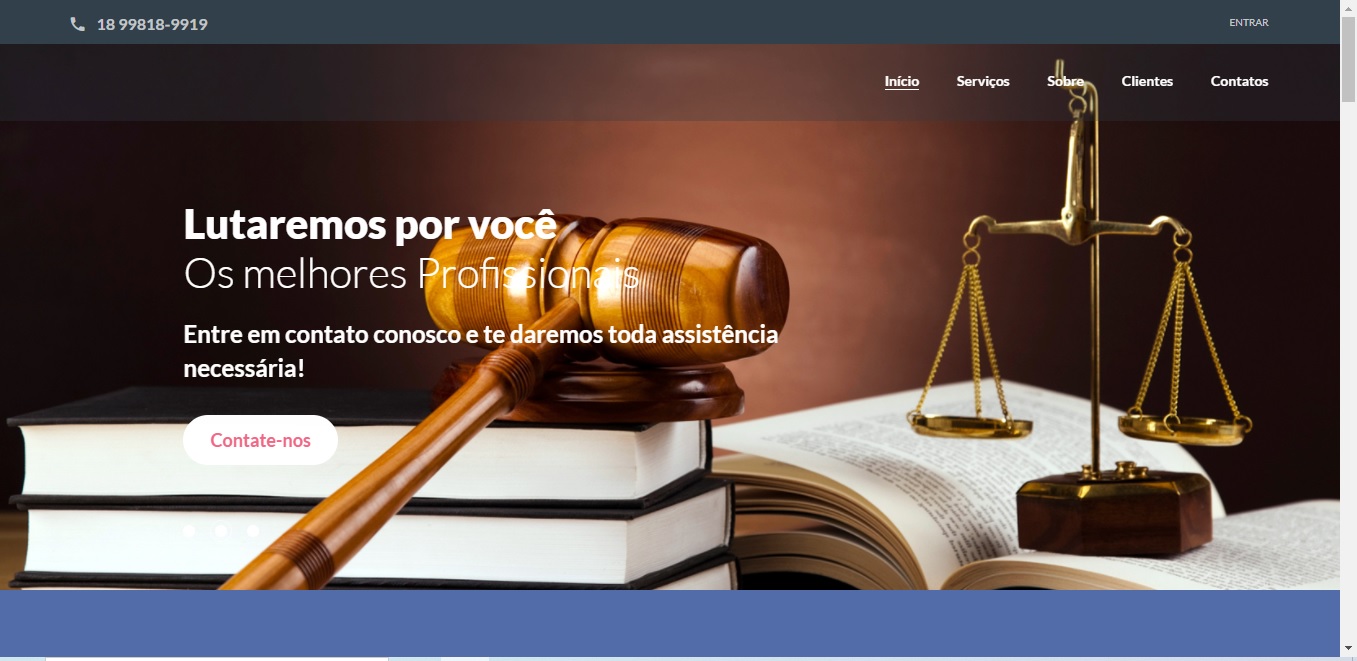 18 99818-9919
ENTRAR
Início Serviços Sobre Clientes Contatos
Lutaremos por você
Os melhores Profissionais
Entre em contato conosco e te daremos toda assistência
necessária!
Contate-nos